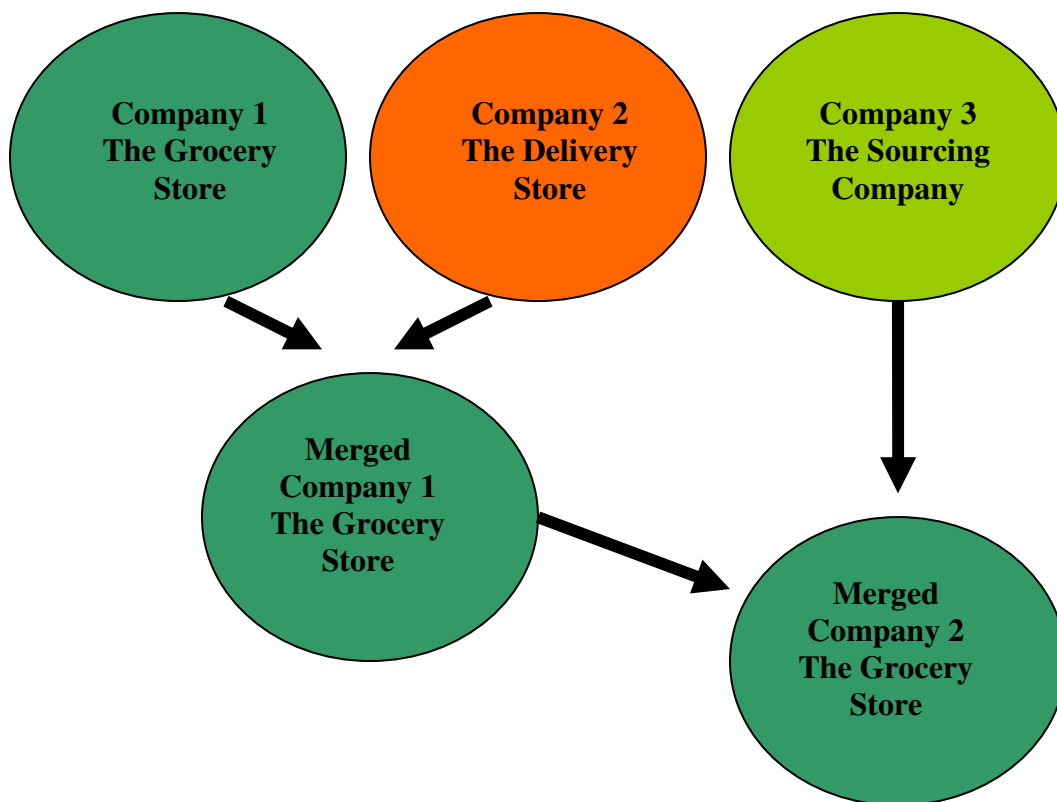 Company 1
The Grocery
Store
Company 2
The Delivery
Store
Company 3
The Sourcing
Company
Merged
Company 1
The Grocery
Store
Merged
Company 2
The Grocery
Store